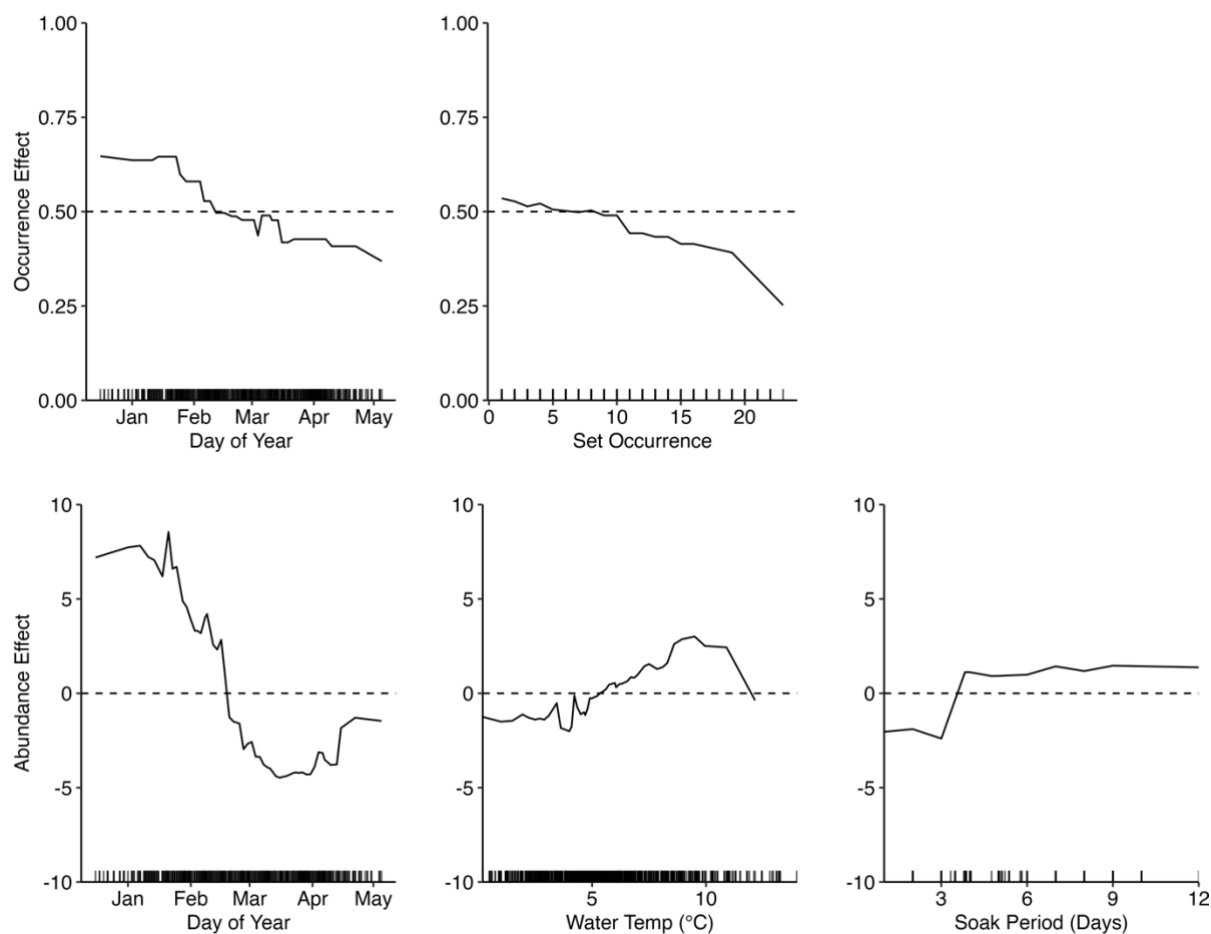 Occurrence Effect
1.00
0.75
0.50
0.25
0.00
Jan Feb Mar April May
Day of Year
1.00
0.75
0.50
0.25
0.00
0 5 10 15 20
Set Occurrence
Abundance Effect
10
5
0
-5
-10
Jan Feb Mar April May
Day of Year
10
5
0
-5
-10
5 10
Water Temp (°C)
10
5
0
-5
-10
3 6 9 12
Soak Period (Days)